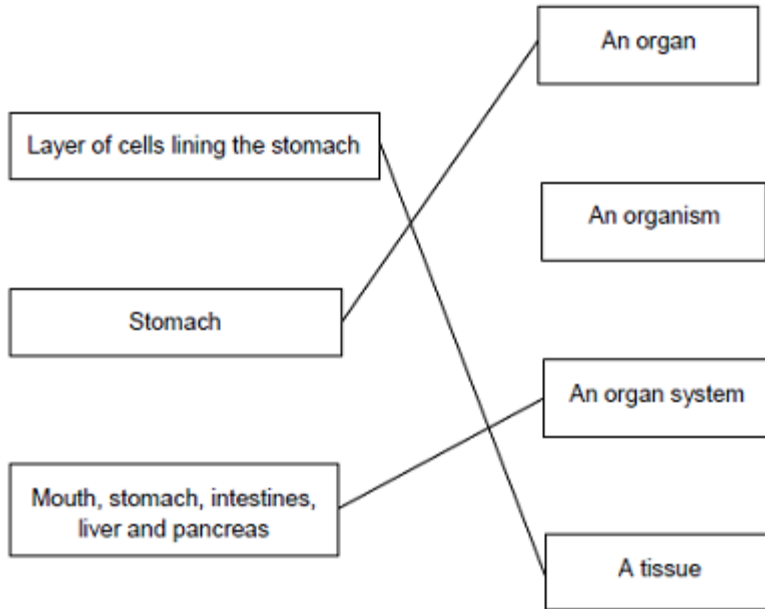 An organ
Layer of cells lining the stomach
An organism
Stomach
An organ system
Mouth, stomach, intestines,
liver and pancreas
A tissue